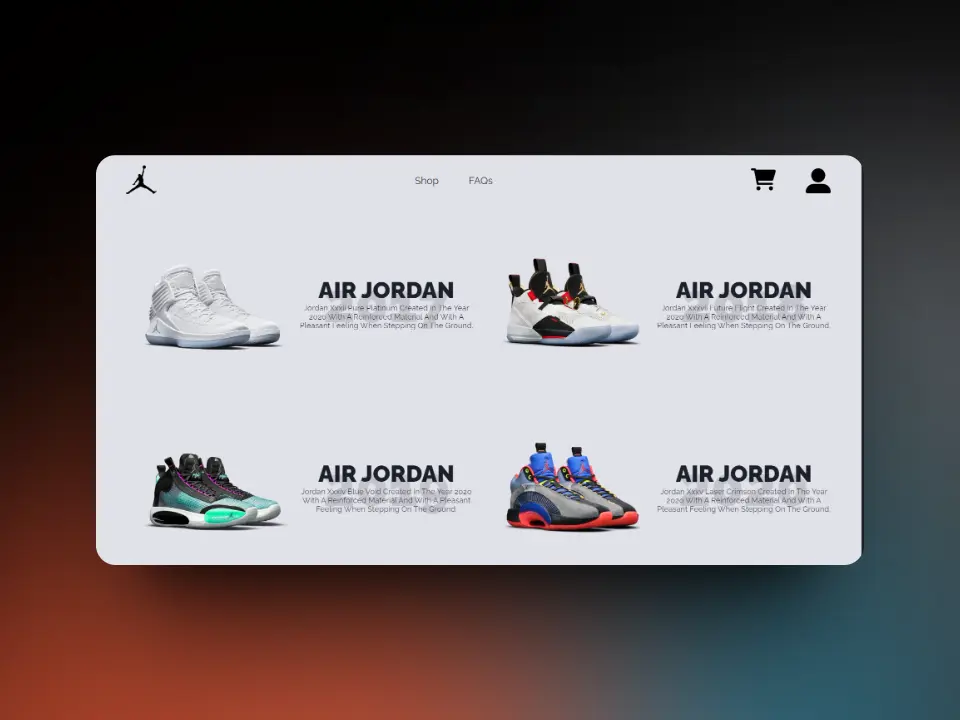 Shop
FAQs
AIR JORDAN
Jordan Xxxii Pure Platinum Created In The Year
2020 With A Reinforced Material And With A
Pleasant Feeling When Stepping On The Ground.
AIR JORDAN
Jordan Xxxvii Future Flight Created In The Year
2020 With A Reinforced Material And With A
Pleasant Feeling When Stepping On The Ground.
AIR JORDAN
Jordan Xxxiv Blue Void Created In The Year 2020
With A Reinforced Material And With A Pleasant
Feeling When Stepping On The Ground.
AIR JORDAN
Jordan Xxxv Laser Crimson Created In The Year
2020 With A Reinforced Material And With A
Pleasant Feeling When Stepping On The Ground.